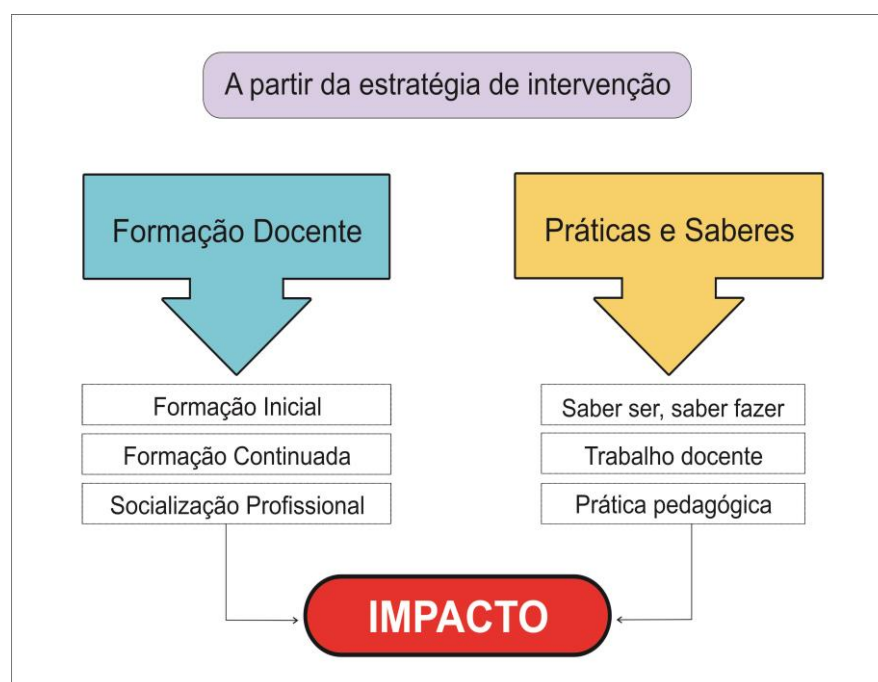 A partir da estratégia de intervenção
Formação Docente
Formação Inicial
Formação Continuada
Socialização Profissional
Práticas e Saberes
Saber ser, saber fazer
Trabalho docente
Prática pedagógica
IMPACTO